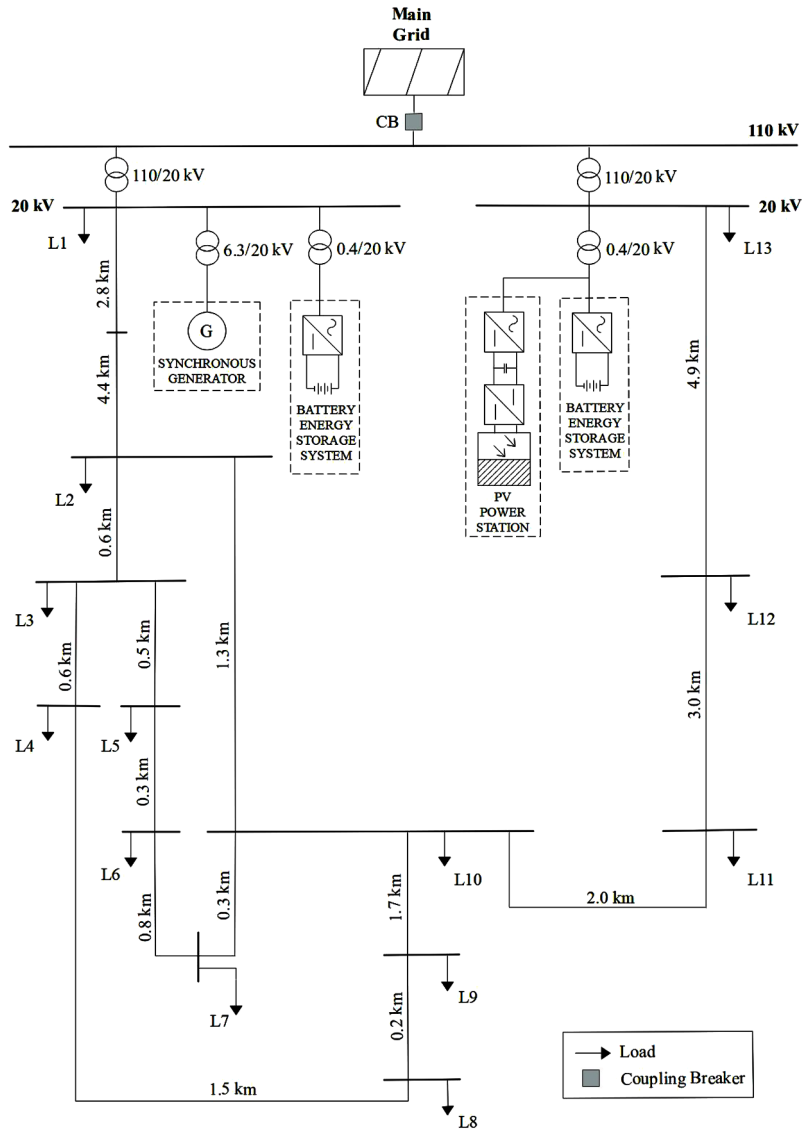 Main
Grid
CB
110 kV
110/20 kV
110/20 kV
20 kV
20 kV
L1
6.3/20 kV
0.4/20 kV
0.4/20 kV
L13
2.8 km
G
SYNCHRONOUS
GENERATOR
4.4 km
4.9 km
BATTERY
ENERGY
STORAGE
SYSTEM
BATTERY
ENERGY
STORAGE
SYSTEM
PV
POWER
STATION
L2
0.6 km
L3
L12
0.6 km
0.5 km
1.3 km
3.0 km
L4
L5
0.3 km
L6
L10
L11
0.8 km
0.3 km
1.7 km
2.0 km
L7
L9
0.2 km
1.5 km
L8
Load
Coupling Breaker